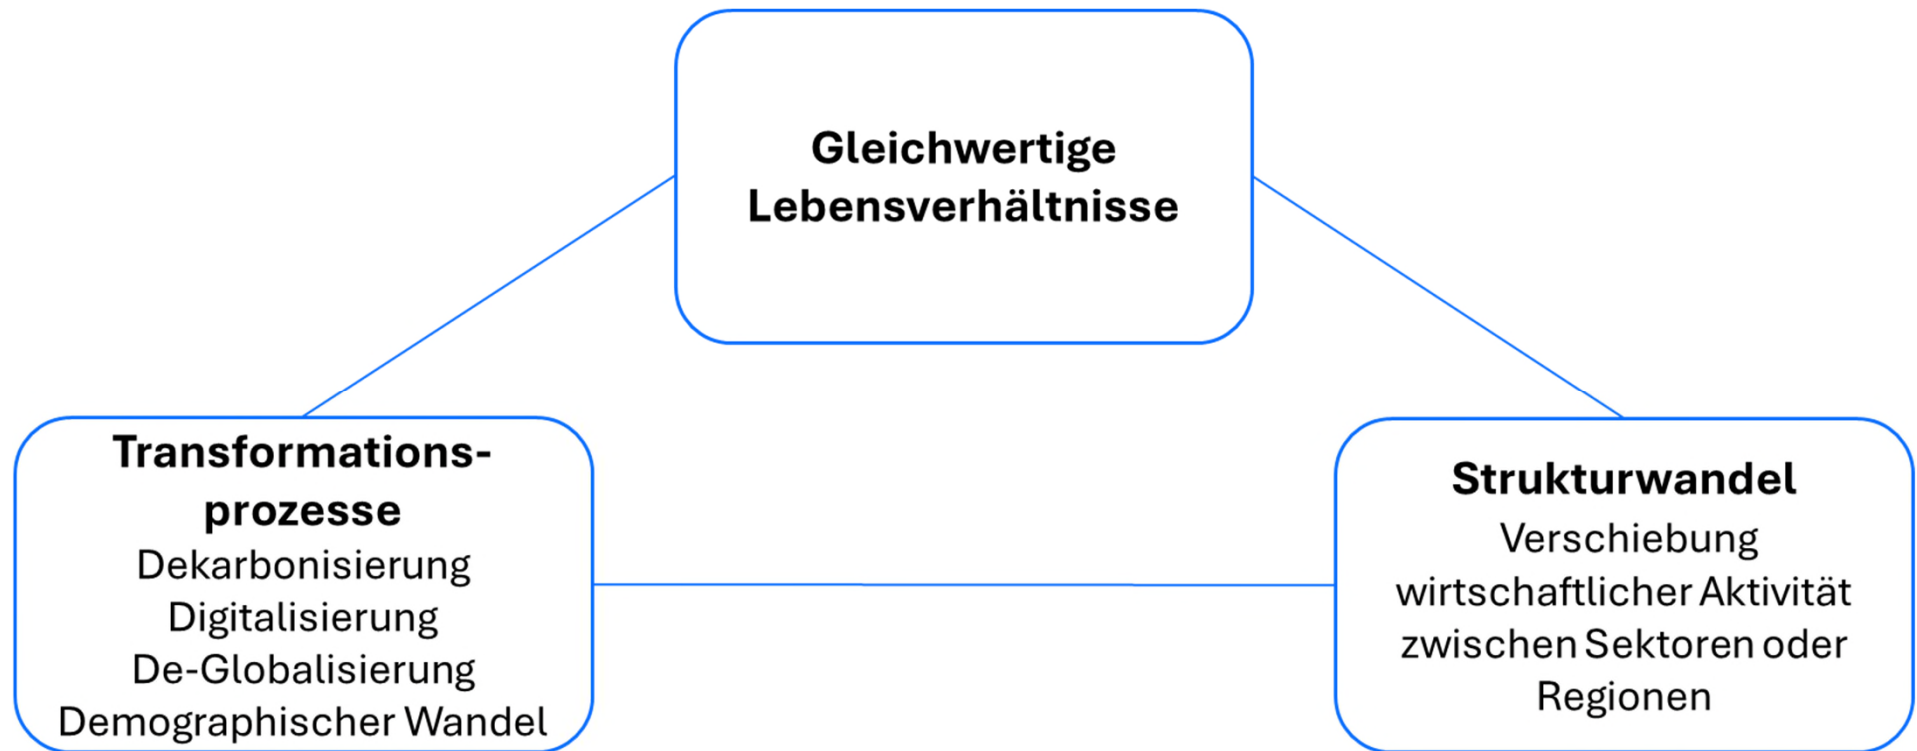 Gleichwertige
Lebensverhältnisse
Transformations-
prozesse
Dekarbonisierung
Digitalisierung
De-Globalisierung
Demographischer Wandel
Strukturwandel
Verschiebung
wirtschaftlicher Aktivität
zwischen Sektoren oder
Regionen